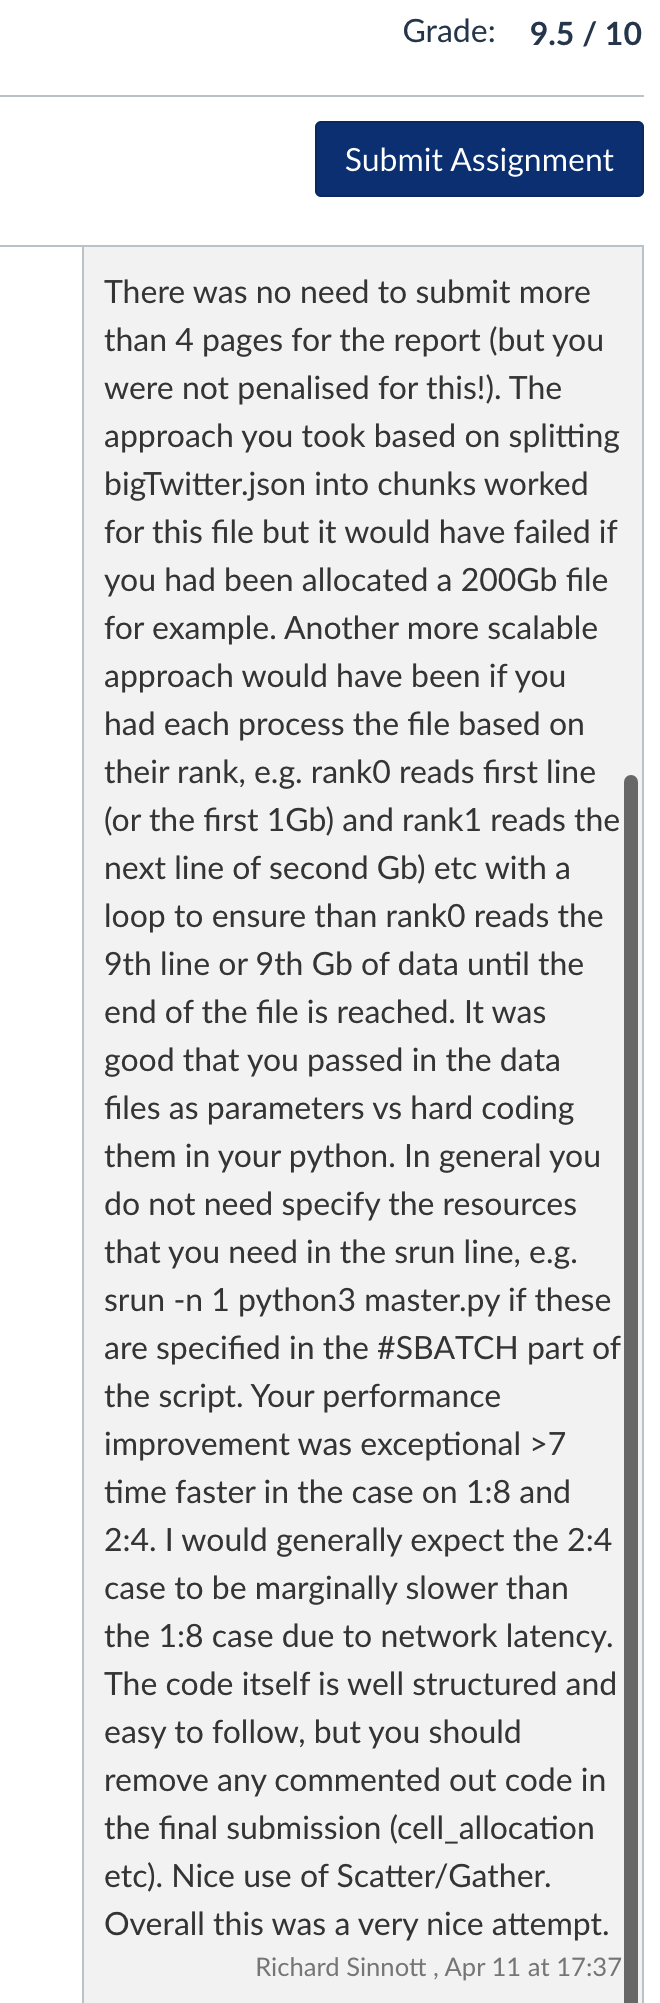 Grade: 9.5 / 10
Submit Assignment
There was no need to submit more
than 4 pages for the report (but you
were not penalised for this!). The
approach you took based on splitting
bigTwitter.json into chunks worked
for this file but it would have failed if
you had been allocated a 200Gb file
for example. Another more scalable
approach would have been if you
had each process the file based on
their rank, e.g. rank0 reads first line
(or the first 1Gb) and rank1 reads the
next line of second Gb) etc with a
loop to ensure than rank0 reads the
9th line or 9th Gb of data until the
end of the file is reached. It was
good that you passed in the data
files as parameters vs hard coding
them in your python. In general you
do not need specify the resources
that you need in the srun line, e.g.
srun -n 1 python3 master.py if these
are specified in the #SBATCH part of
the script. Your performance
improvement was exceptional >7
time faster in the case on 1:8 and
2:4. I would generally expect the 2:4
case to be marginally slower than
the 1:8 case due to network latency.
The code itself is well structured and
easy to follow, but you should
remove any commented out code in
the final submission (cell_allocation
etc). Nice use of Scatter/Gather.
Overall this was a very nice attempt.
Richard Sinnott , Apr 11 at 17:37